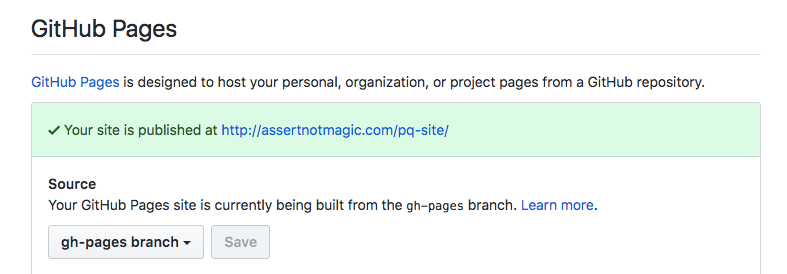 GitHub Pages
GitHub Pages is designed to host your personal, organization, or project pages from a GitHub repository.
Your site is published at http://assertnotmagic.com/pq-site/
Source
Your GitHub Pages site is currently being built from the gh-pages branch. Learn more.
gh-pages branch Save